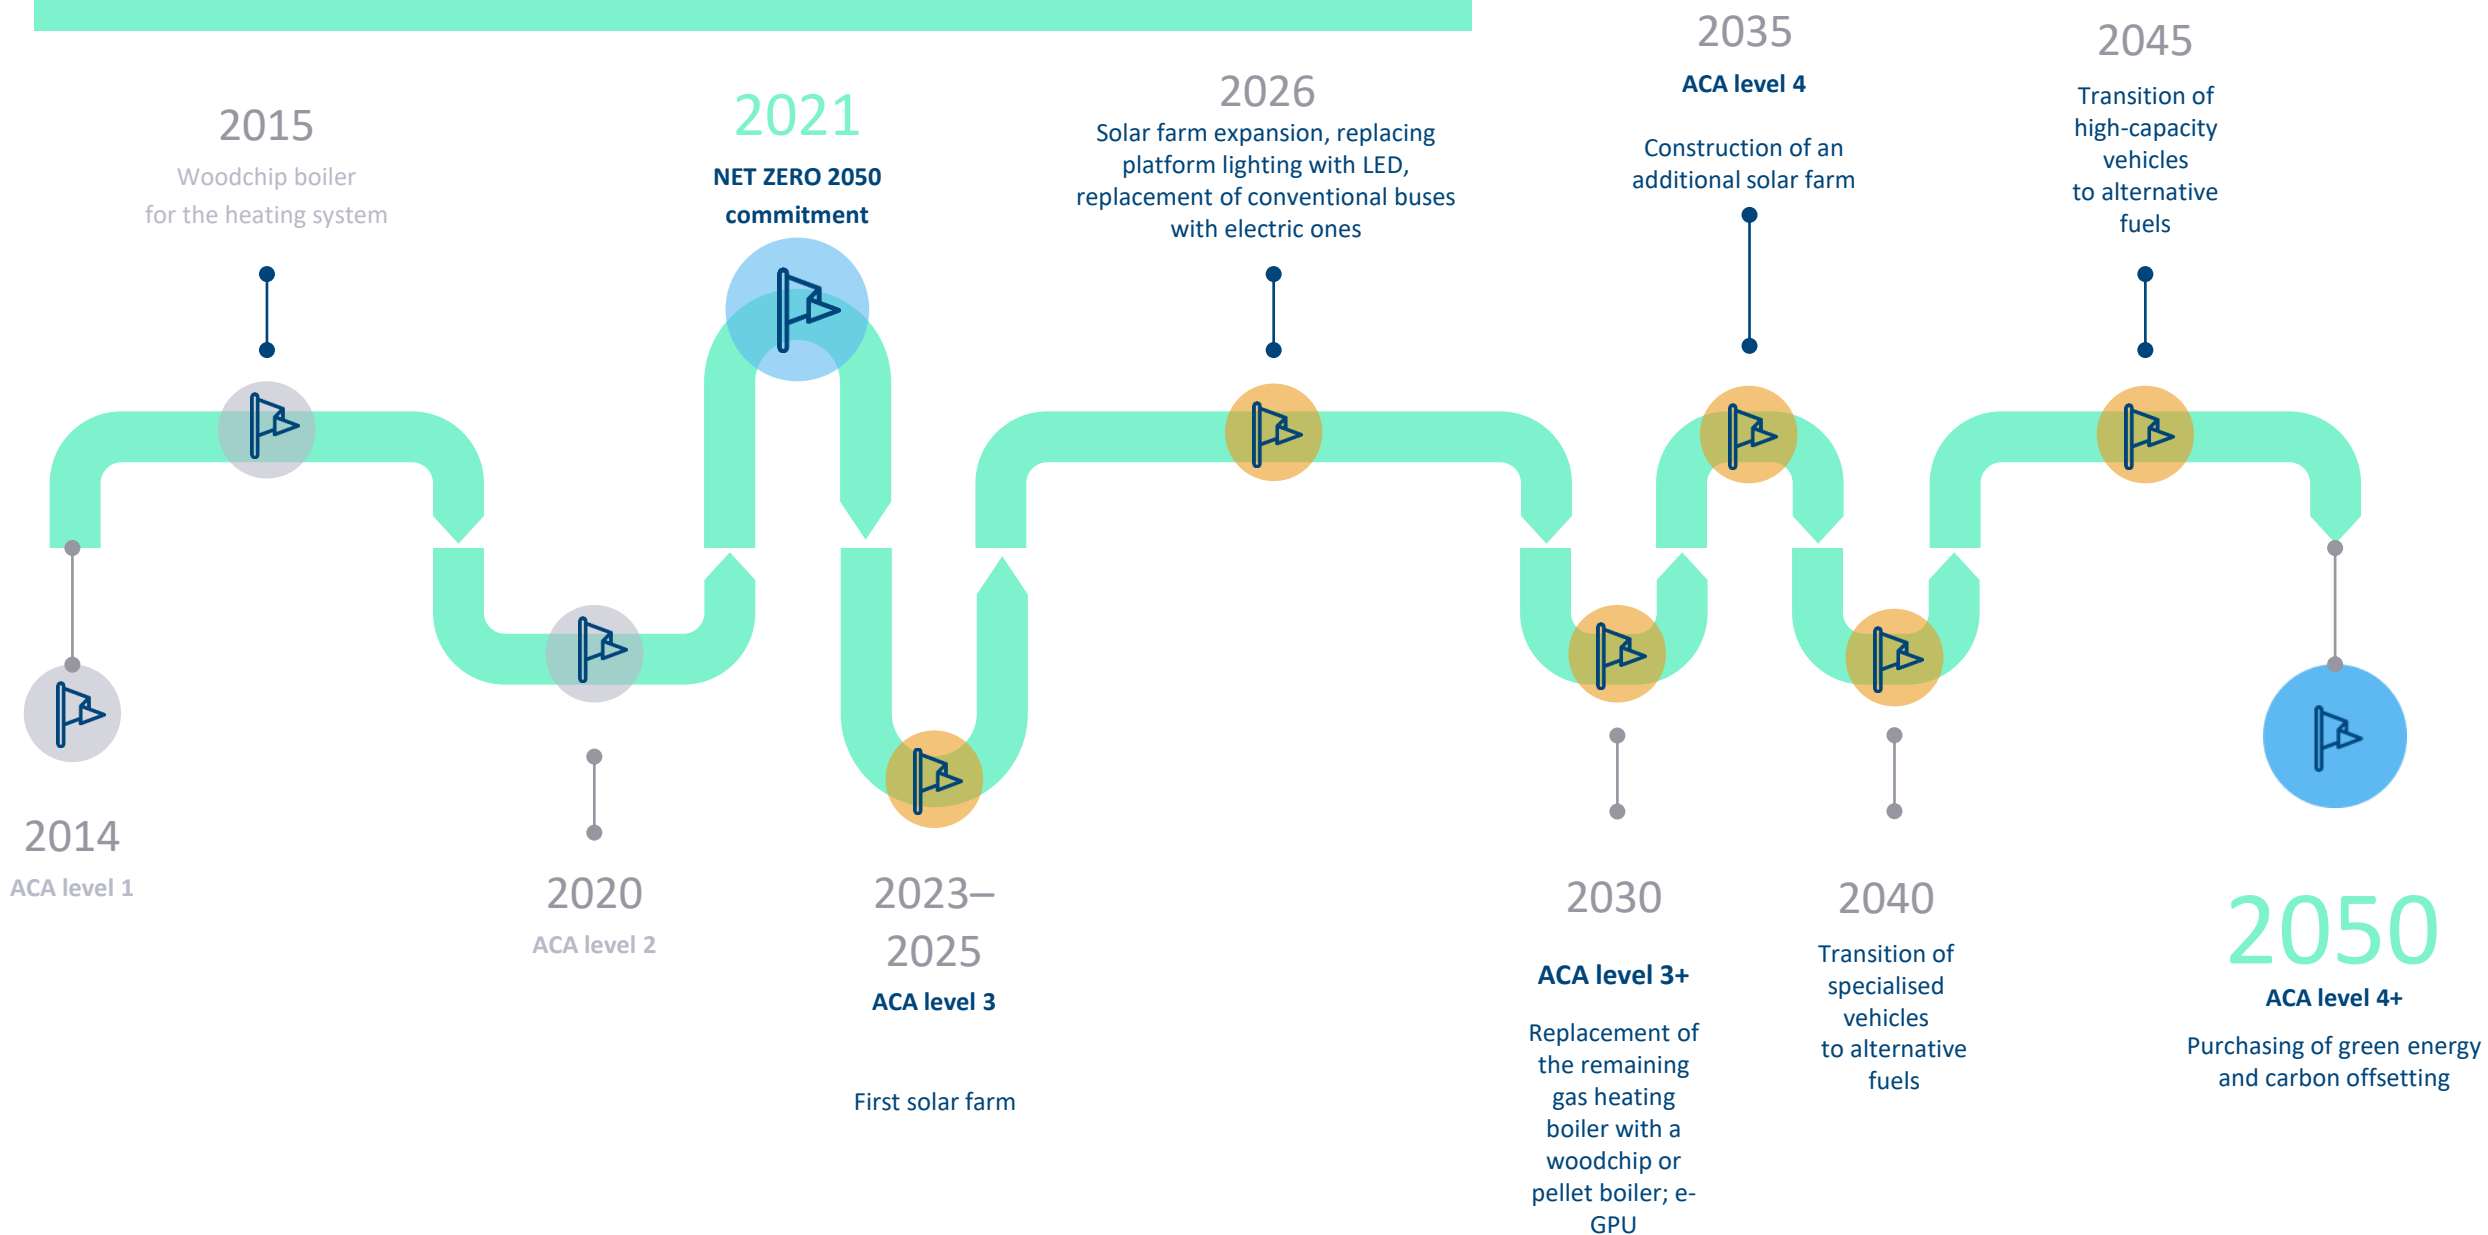 2014
ACA level 1
2015
Woodchip boiler
for the heating system
2020
ACA level 2
2021
NET ZERO 2050
commitment
2023–
2025
ACA level 3
First solar farm
2026
Solar farm expansion, replacing
platform lighting with LED,
replacement of conventional buses
with electric ones
2030
ACA level 3+
Replacement of
the remaining
gas heating
boiler with a
woodchip or
pellet boiler; e-
GPU
2035
ACA level 4
Construction of an
additional solar farm
2040
Transition of
specialised
vehicles
to alternative
fuels
2045
Transition of
high-capacity
vehicles
to alternative
fuels
2050
ACA level 4+
Purchasing of green energy
and carbon offsetting